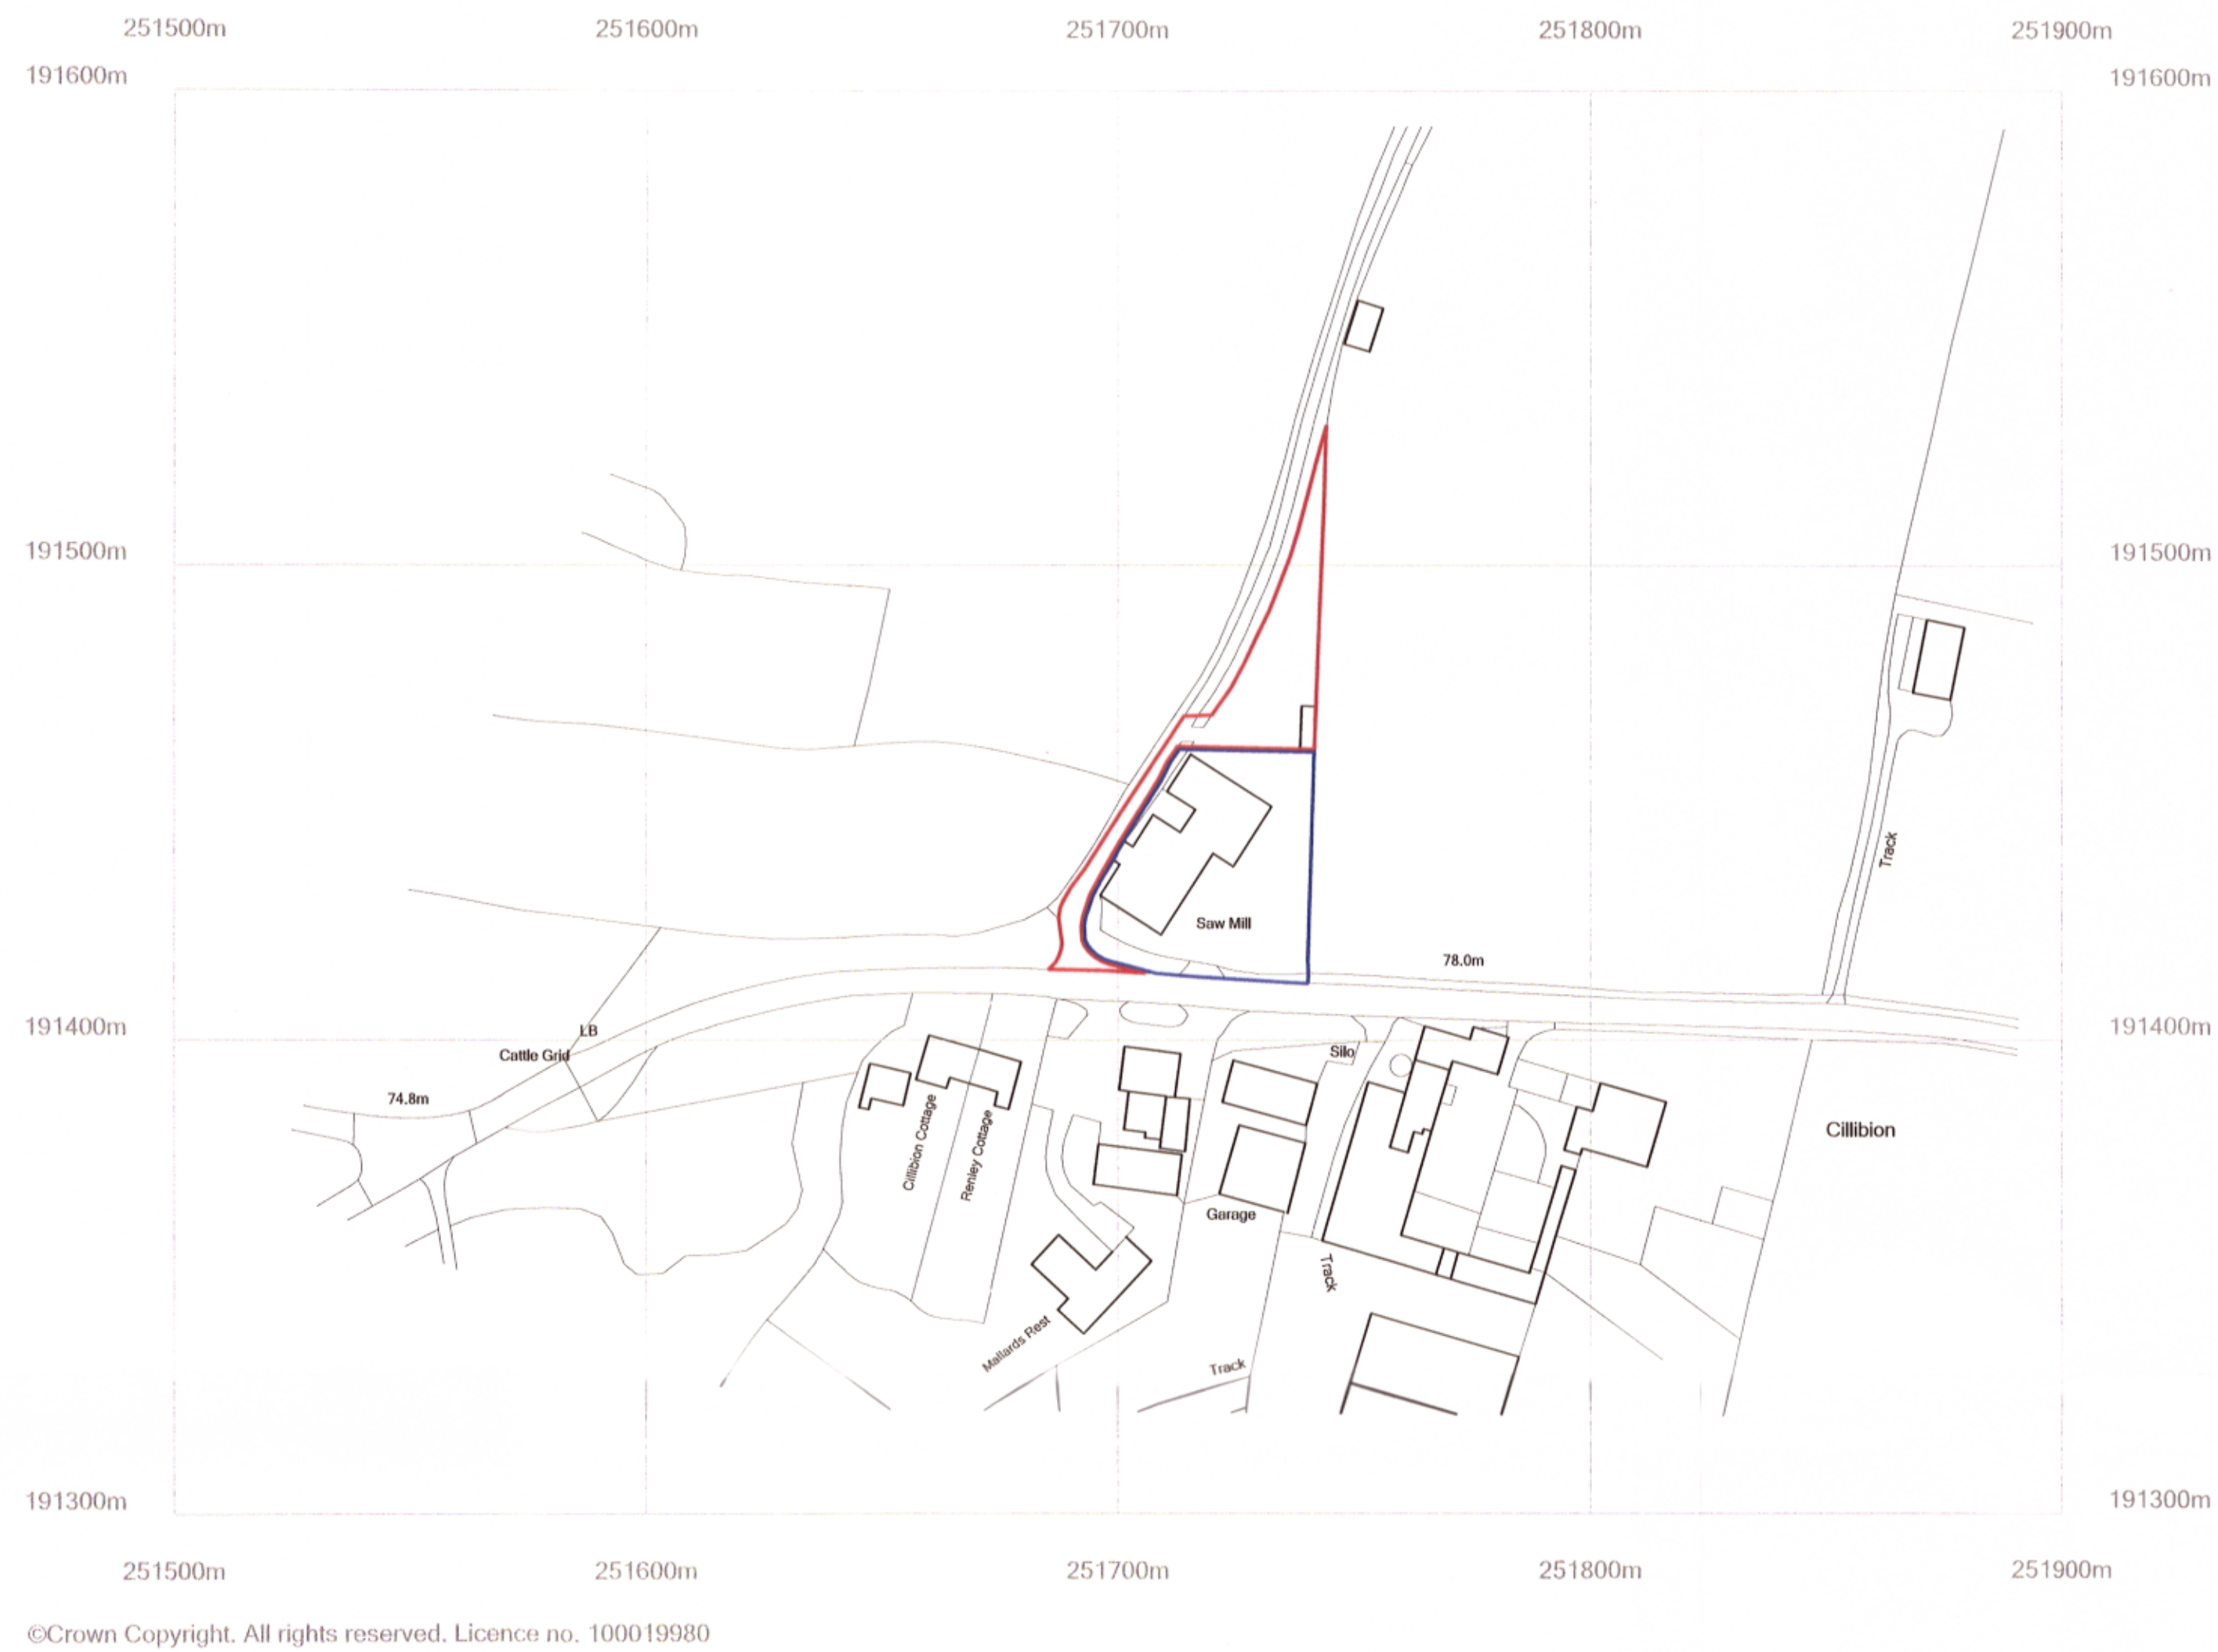 251500m 251600m 251700m 251800m 251900m
191600m 191600m
191500m 191500m
Track
Saw Mill
78.0m
191400m 191400m
LB
Cattle Grid
Silo
74.8m
Cillibion Cottage
Renley Cottage
Cillibion
Garage
Track
Mallards Rest
Track
191300m 191300m
251500m 251600m 251700m 251800m 251900m
©Crown Copyright. All rights reserved. Licence no. 100019980